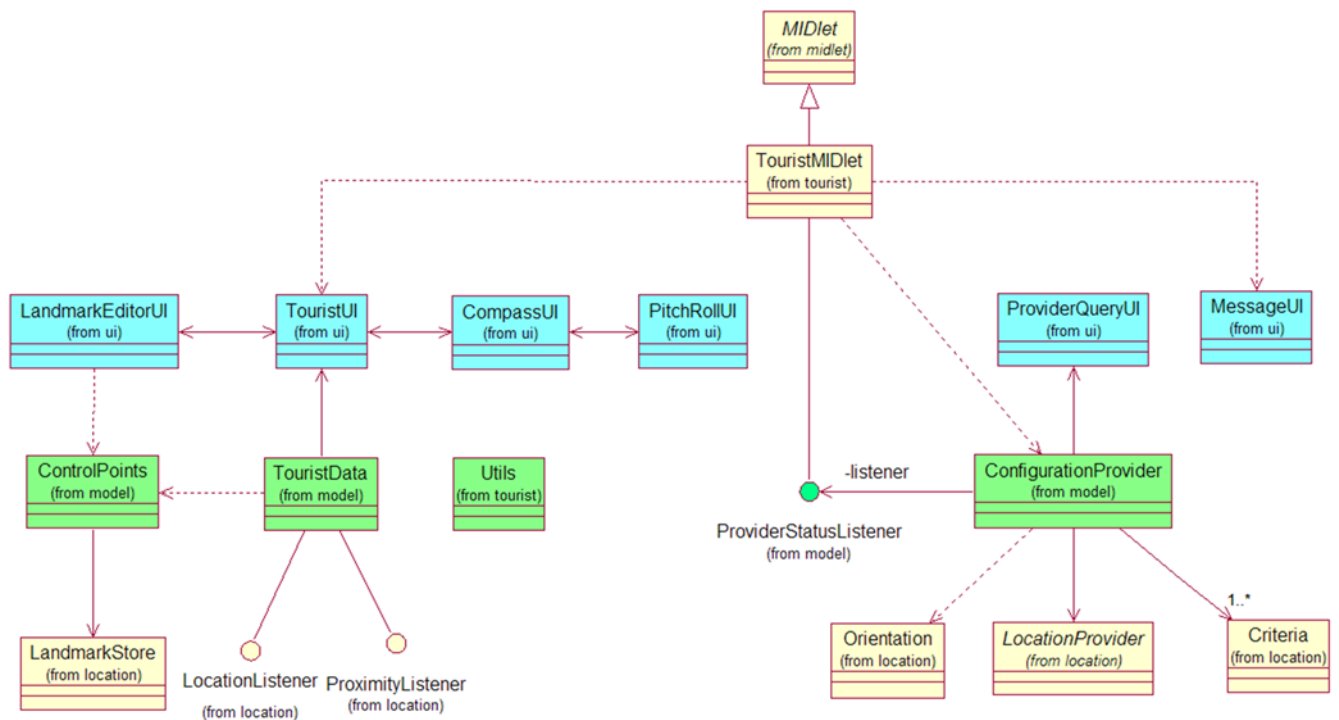 MIDlet
(from midlet)
TouristMIDlet
(from tourist)
LandmarkEditorUI
(from ui)
TouristUI
(from ui)
CompassUI
(from ui)
PitchRollUI
(from ui)
ProviderQueryUI
(from ui)
MessageUI
(from ui)
ControlPoints
(from model)
TouristData
(from model)
Utils
(from tourist)
ConfigurationProvider
(from model)
-listener
ProviderStatusListener
(from model)
LandmarkStore
(from location)
LocationListener
(from location)
ProximityListener
(from location)
Orientation
(from location)
LocationProvider
(from location)
1..*
Criteria
(from location)